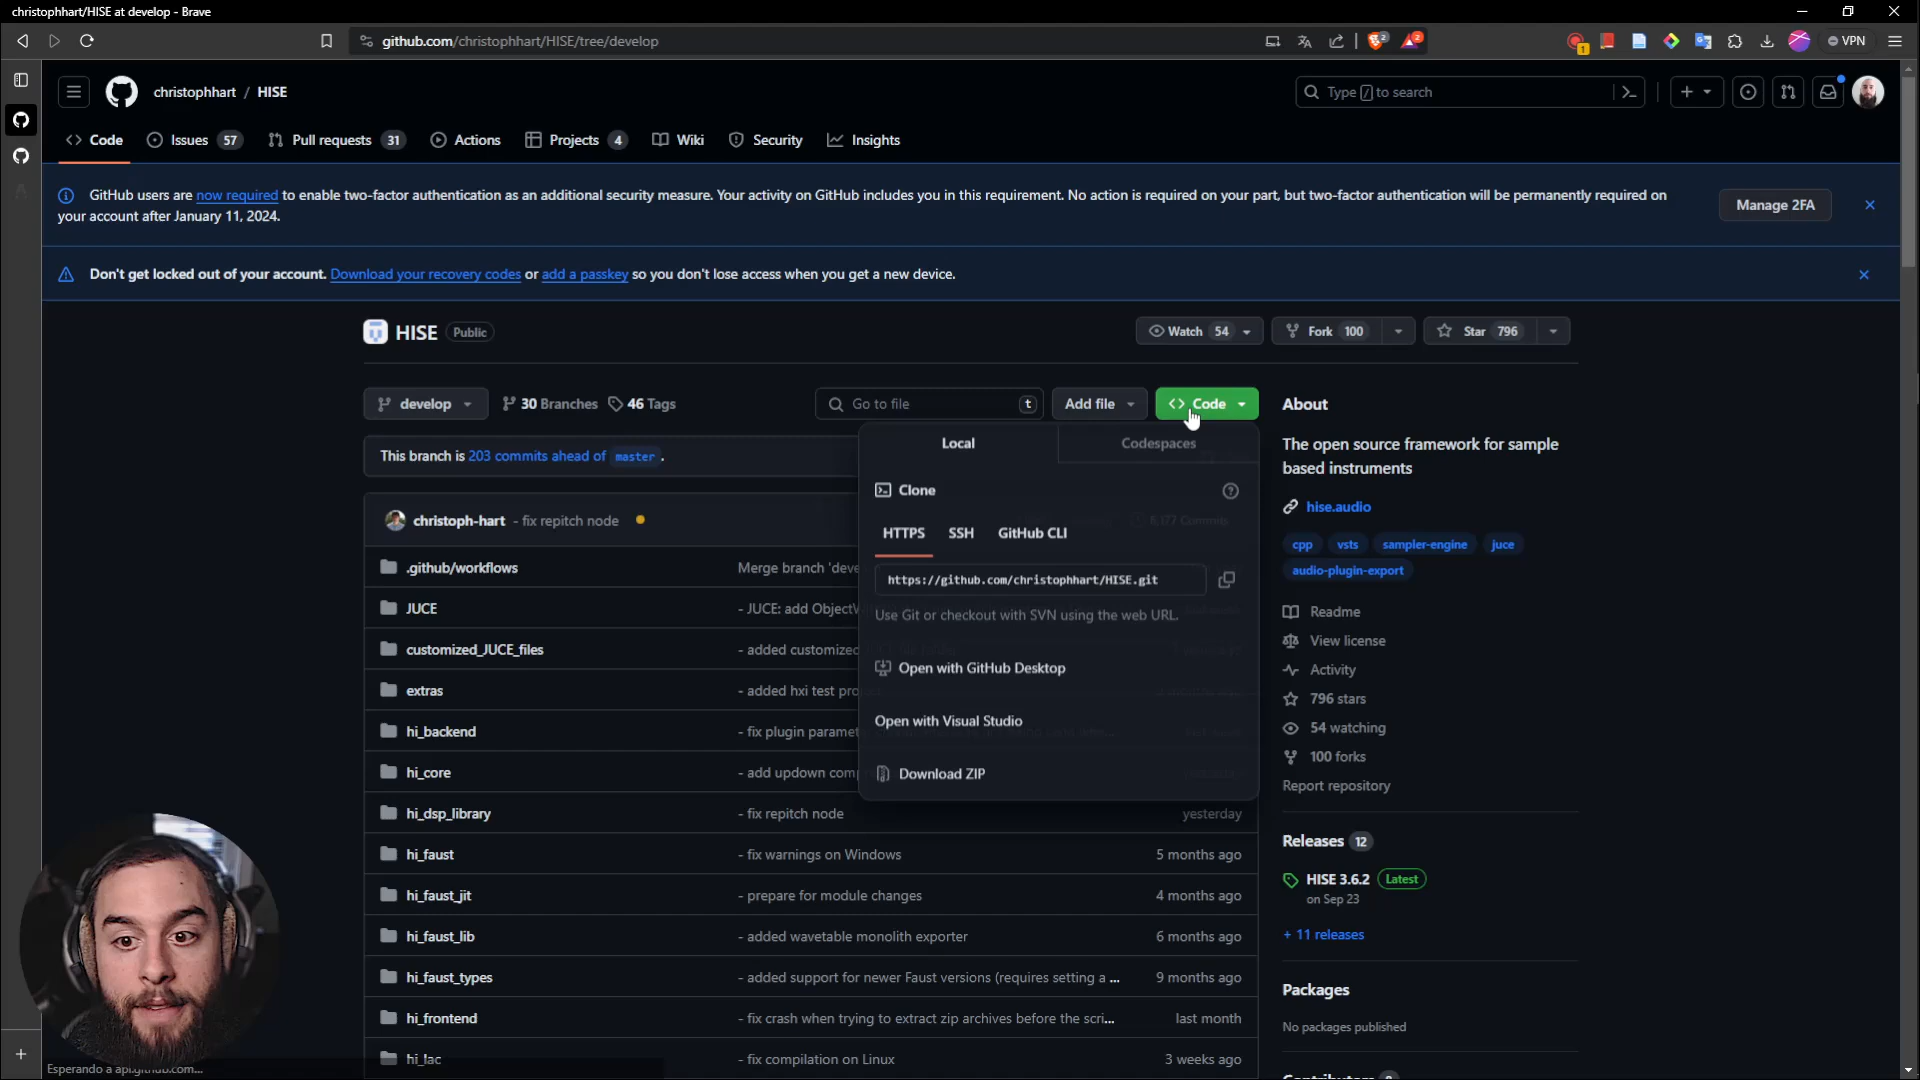 christophhart/HISE at develop - Brave
github.com/christophhart/HISE/tree/develop
2
2
1
VPN
christophhart / HISE
Type / to search
Code
Issues 57
Pull requests 31
Actions
Projects 4
Wiki
Security
Insights
GitHub users are now required to enable two-factor authentication as an additional security measure. Your activity on GitHub includes you in this requirement. No action is required on your part, but two-factor authentication will be permanently required on
your account after January 11, 2024.
Manage 2FA
Don't get locked out of your account. Download your recovery codes or add a passkey so you don't lose access when you get a new device.
HISE Public
Watch 54
Fork 100
Star 796
develop
30 Branches
46 Tags
Go to file t
Add file
Code
This branch is 203 commits ahead of master .
christoph-hart - fix repitch node
.github/workflows Merge branch 'deve
JUCE - JUCE: add ObjectV
customized_JUCE_files - added customized
extras - added hxi test pro
hi_backend - fix plugin paramet
hi_core - add updown comp
hi_dsp_library - fix repitch node yesterday
hi_faust - fix warnings on Windows 5 months ago
hi_faust_jit - prepare for module changes 4 months ago
hi_faust_lib - added wavetable monolith exporter 6 months ago
hi_faust_types - added support for newer Faust versions (requires setting a ... 9 months ago
hi_frontend - fix crash when trying to extract zip archives before the scri... last month
hi_lac - fix compilation on Linux 3 weeks ago
Local
Codespaces
Clone
6,177 Commits
HTTPS
SSH
GitHub CLI
https://github.com/christophhart/HISE.git
Use Git or checkout with SVN using the web URL.
Open with GitHub Desktop
Open with Visual Studio
Download ZIP
About
The open source framework for sample
based instruments
hise.audio
cpp vsts sampler-engine juce
audio-plugin-export
Readme
View license
Activity
796 stars
54 watching
100 forks
Report repository
Releases 12
HISE 3.6.2 Latest
on Sep 23
+ 11 releases
Packages
No packages published
Contributors
Esperando a api.github.com...